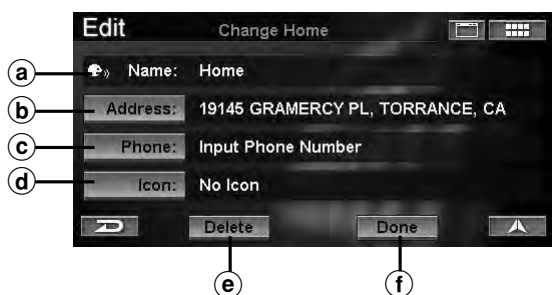 Edit Change Home
a Name: Home
b Address: 19145 GRAMERCY PL, TORRANCE, CA
c Phone: Input Phone Number
d Icon: No Icon
Delete Done
e f